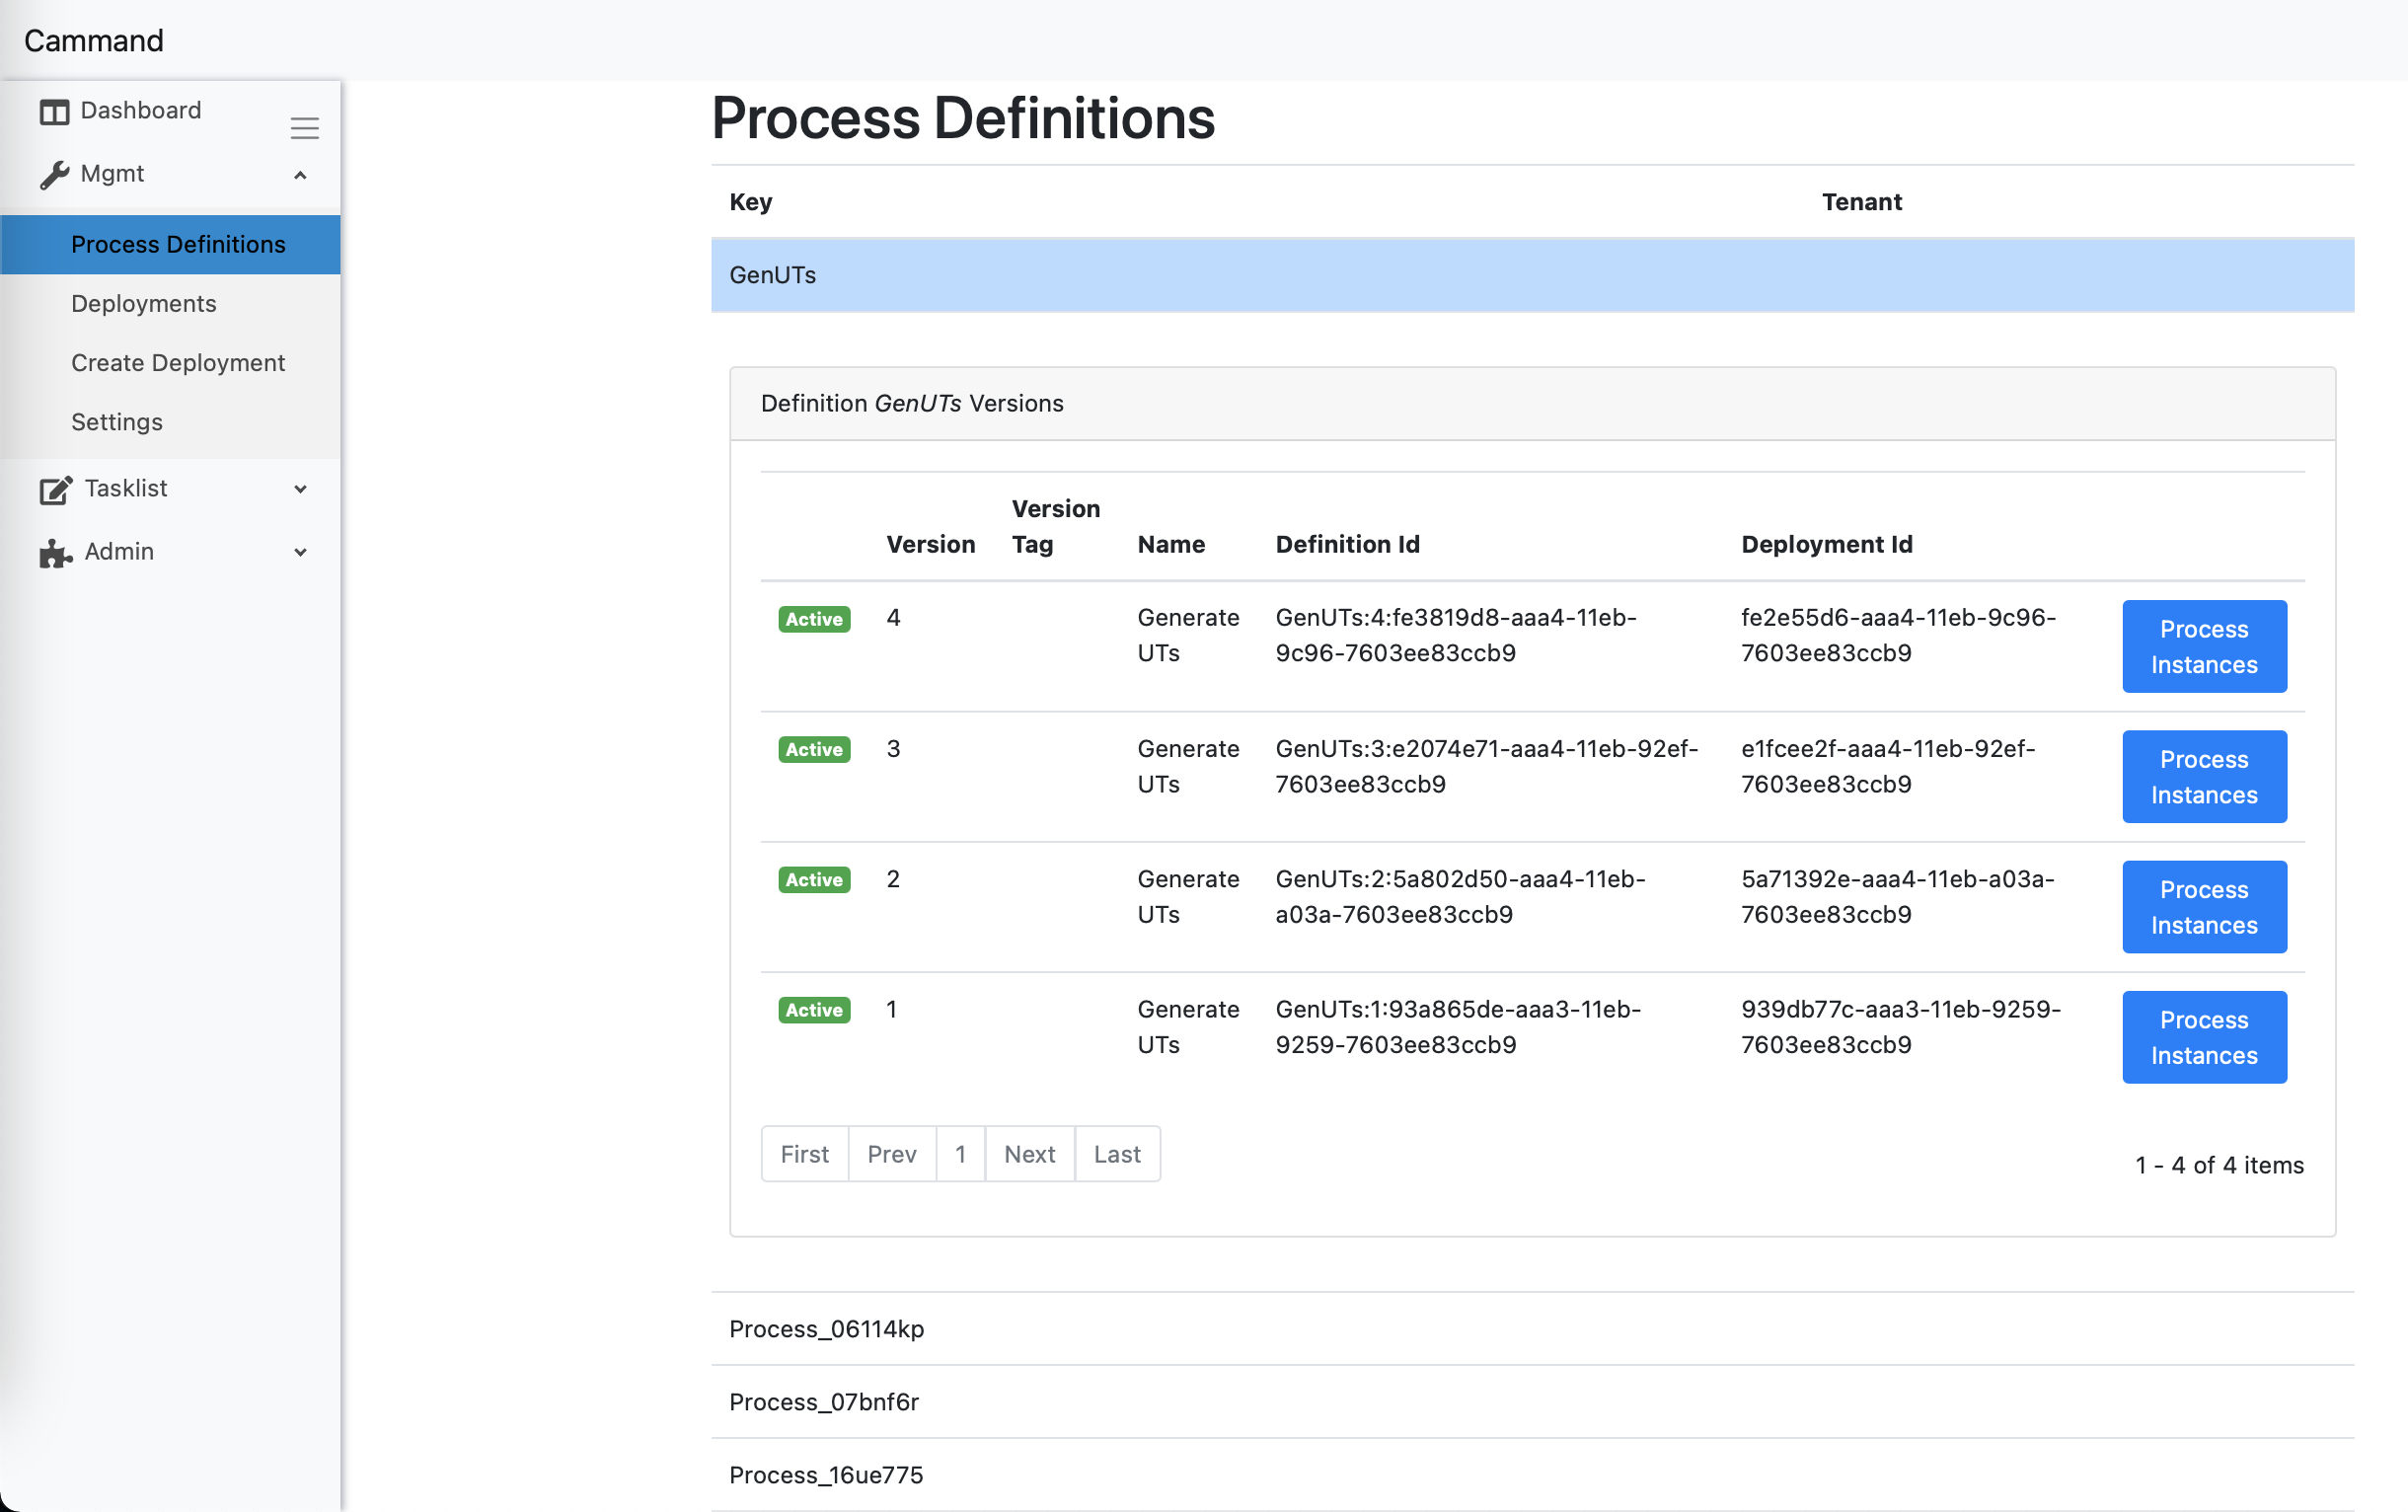 Cammand
Dashboard
Mgmt
Process Definitions
Deployments
Create Deployment
Settings
Tasklist
Admin
Process Definitions
Key Tenant
GenUTs
Definition GenUTs Versions
Version Version Tag Name Definition Id Deployment Id
Active 4 Generate GenUTs:4:fe3819d8-aaa4-11eb- fe2e55d6-aaa4-11eb-9c96- Process
UTs 9c96-7603ee83ccb9 7603ee83ccb9 Instances
Active 3 Generate GenUTs:3:e2074e71-aaa4-11eb-92ef- e1fcee2f-aaa4-11eb-92ef- Process
UTs 7603ee83ccb9 7603ee83ccb9 Instances
Active 2 Generate GenUTs:2:5a802d50-aaa4-11eb- 5a71392e-aaa4-11eb-a03a- Process
UTs a03a-7603ee83ccb9 7603ee83ccb9 Instances
Active 1 Generate GenUTs:1:93a865de-aaa3-11eb- 939db77c-aaa3-11eb-9259- Process
UTs 9259-7603ee83ccb9 7603ee83ccb9 Instances
First Prev 1 Next Last
1 - 4 of 4 items
Process_06114kp
Process_07bnf6r
Process_16ue775